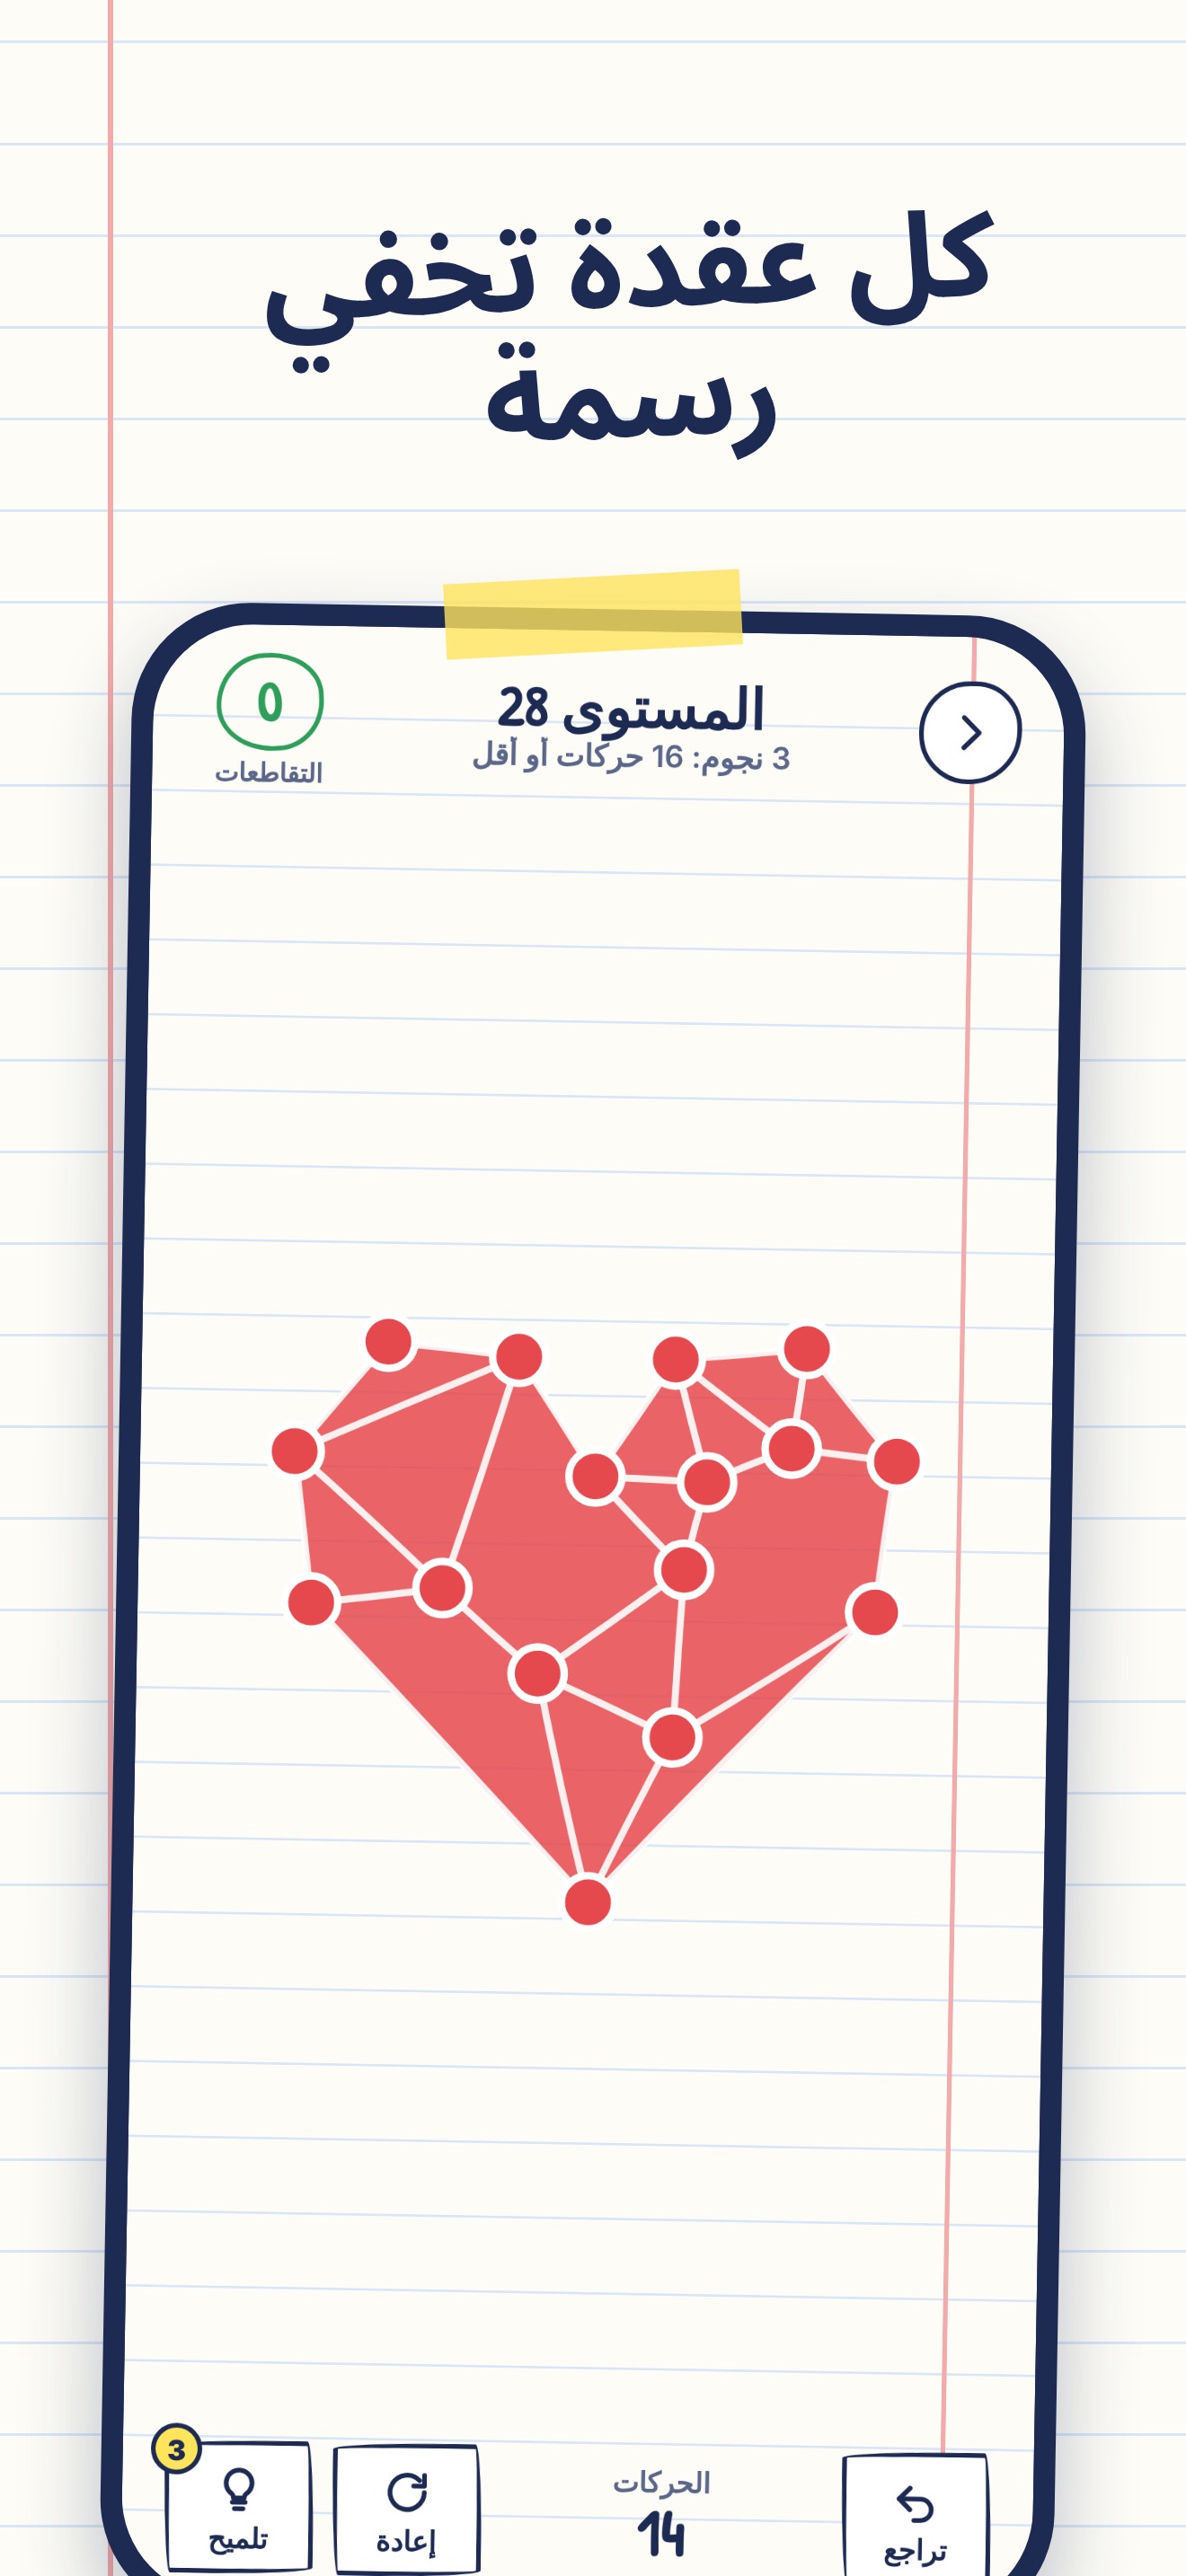 كل عقدة تخفي
رسمة
المستوى 28
3 نجوم: 16 حركات أو أقل
0
التقاطعات
تراجع
الحركات
14
إعادة
3
تلميح